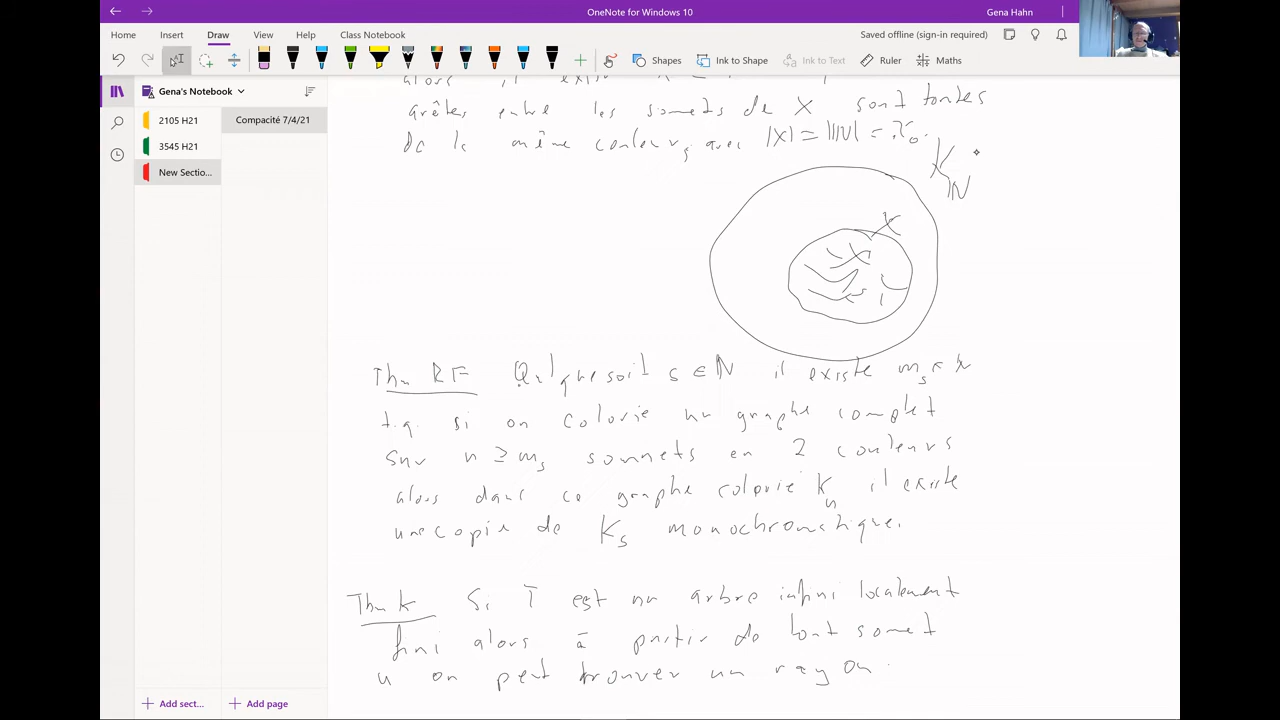 OneNote for Windows 10
Gena Hahn
Home Insert Draw View Help Class Notebook
Saved offline (sign-in required)
Shapes Ink to Shape Ink to Text Ruler Maths
Gena's Notebook
2105 H21
3545 H21
New Sectio...
Compacité 7/4/21
alors il existe X
arêtes entre les sommets de X sont toutes
de la même couleur, avec |X| = |ℕ| = ℵ₀.
K_ℕ
X
Thm RF Quelque soit s ∈ ℕ il existe m_s ∈ ℕ
t.q. si on colorie un graphe complet
sur n ≥ m_s sommets en 2 couleurs
alors dans ce graphe colorié K_n il existe
une copie de K_s monochromatique.
Thm K Si T est un arbre infini localement
fini alors à partir de tout sommet
u on peut trouver un rayon.
Add sect...
Add page